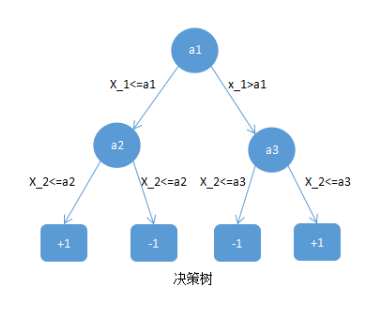 a1
X_1<=a1 x_1>a1
a2 a3
X_2<=a2 X_2<=a2 X_2<=a3 X_2<=a3
+1 -1 -1 +1
决策树